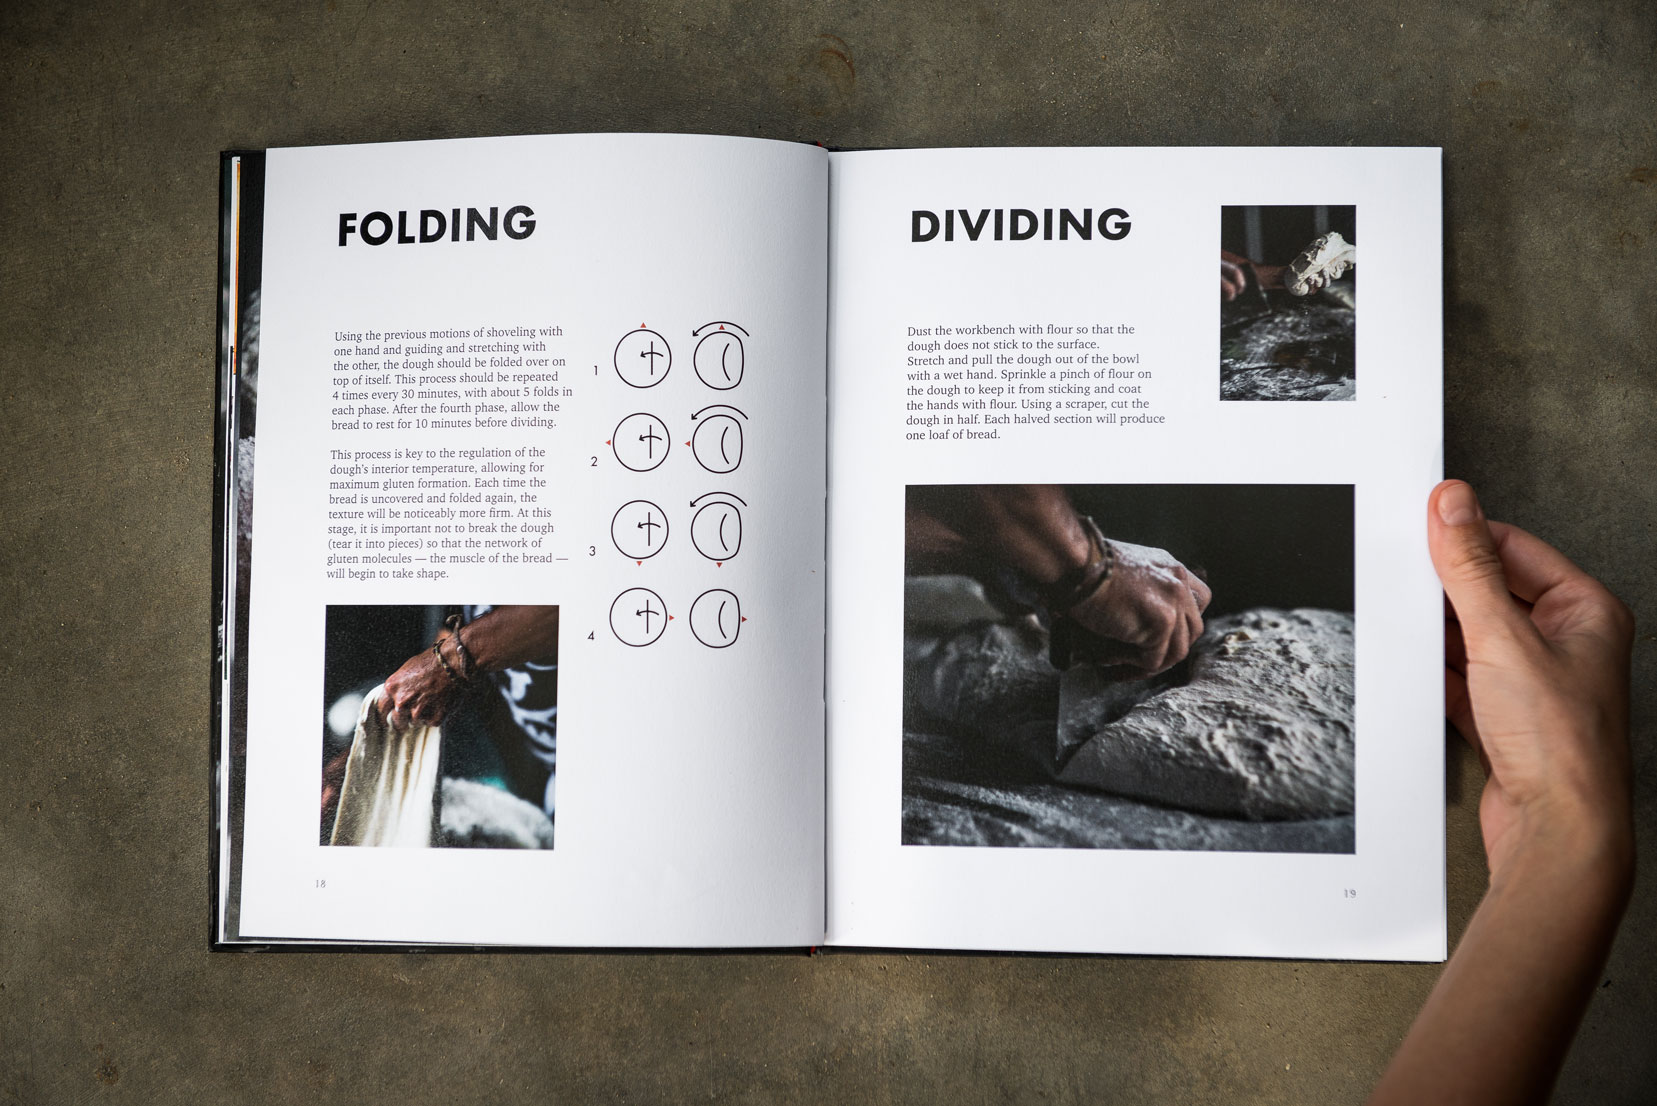 FOLDING
Using the previous motions of shoveling with
one hand and guiding and stretching with
the other, the dough should be folded over on
top of itself. This process should be repeated
4 times every 30 minutes, with about 5 folds in
each phase. After the fourth phase, allow the
bread to rest for 10 minutes before dividing.
This process is key to the regulation of the
dough's interior temperature, allowing for
maximum gluten formation. Each time the
bread is uncovered and folded again, the
texture will be noticeably more firm. At this
stage, it is important not to break the dough
(tear it into pieces) so that the network of
gluten molecules — the muscle of the bread —
will begin to take shape.
1
2
3
4
18
DIVIDING
Dust the workbench with flour so that the
dough does not stick to the surface.
Stretch and pull the dough out of the bowl
with a wet hand. Sprinkle a pinch of flour on
the dough to keep it from sticking and coat
the hands with flour. Using a scraper, cut the
dough in half. Each halved section will produce
one loaf of bread.
19